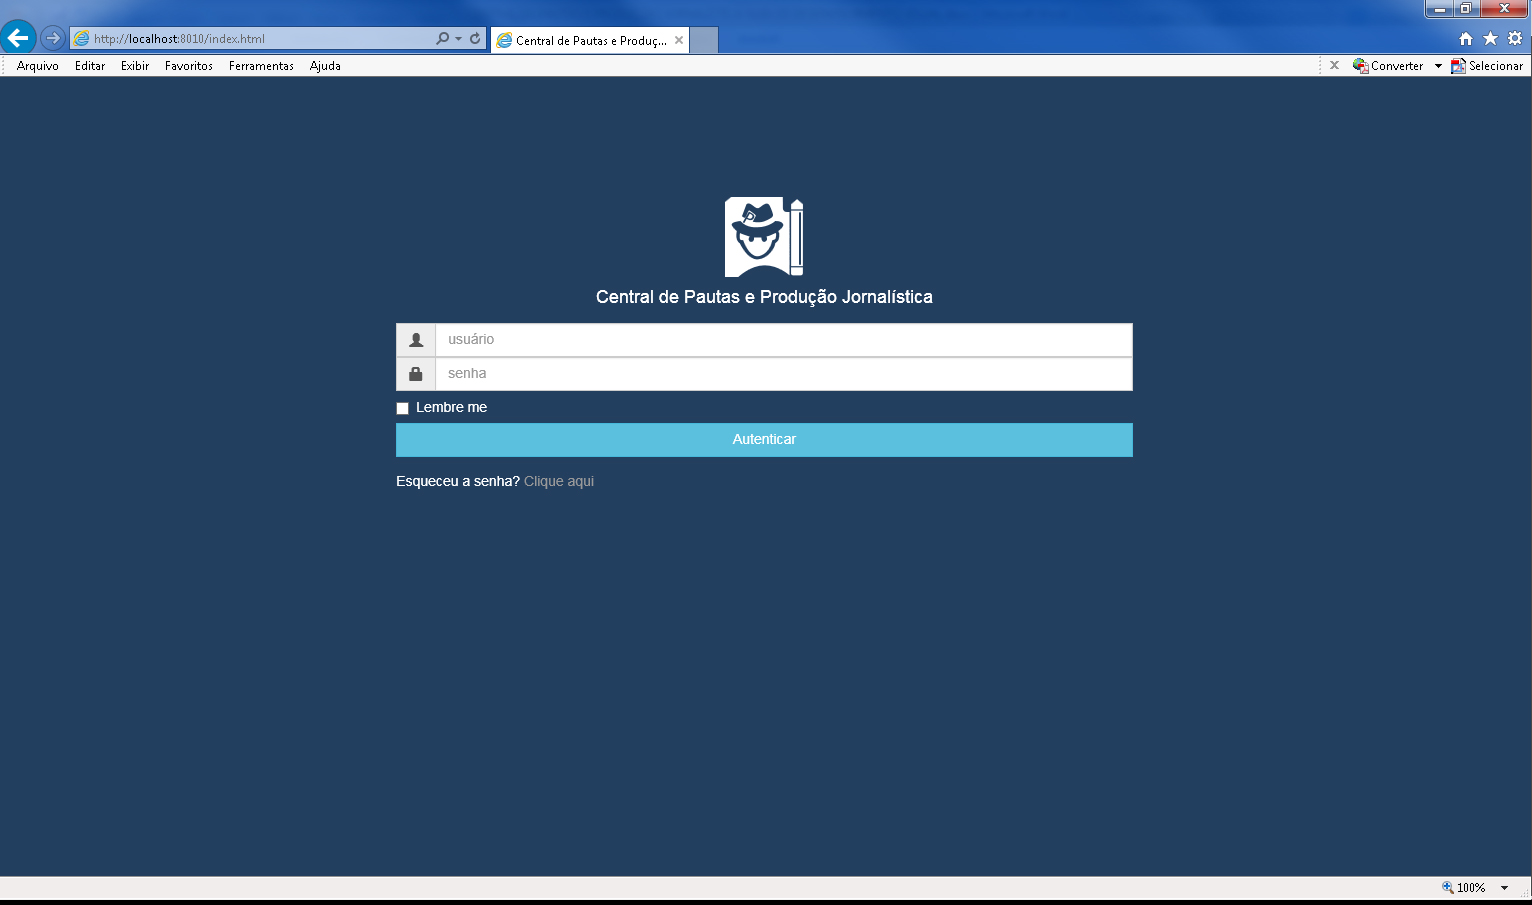 http://localhost:8010/index.html
Central de Pautas e Produç...
Arquivo Editar Exibir Favoritos Ferramentas Ajuda
Converter Selecionar
Central de Pautas e Produção Jornalística
usuário
senha
Lembre me
Autenticar
Esqueceu a senha? Clique aqui
100%